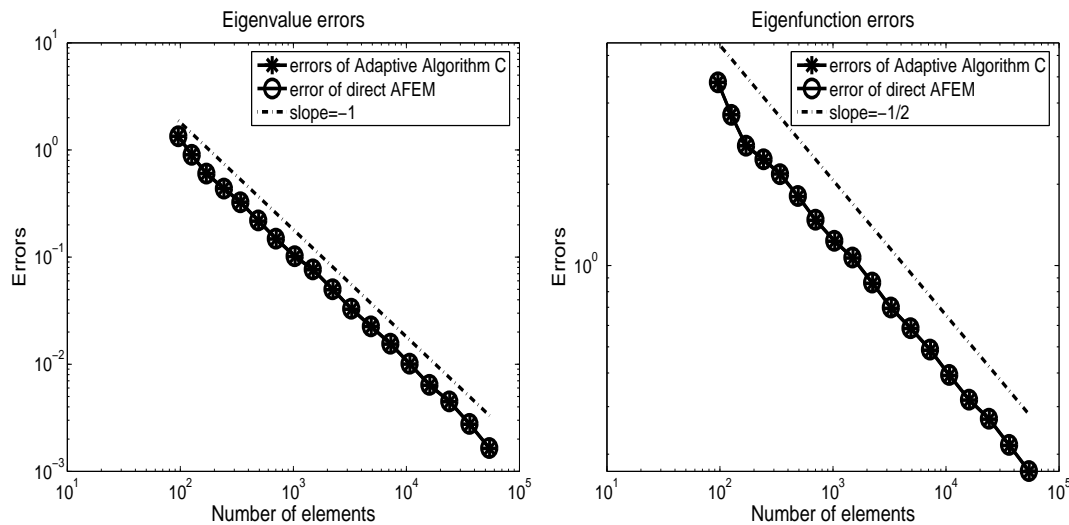 Eigenvalue errors
10^1
10^0
10^−1
10^−2
10^−3
Errors
errors of Adaptive Algorithm C
error of direct AFEM
slope=−1
10^1
10^2
10^3
10^4
10^5
Number of elements
Eigenfunction errors
10^0
Errors
errors of Adaptive Algorithm C
error of direct AFEM
slope=−1/2
10^1
10^2
10^3
10^4
10^5
Number of elements